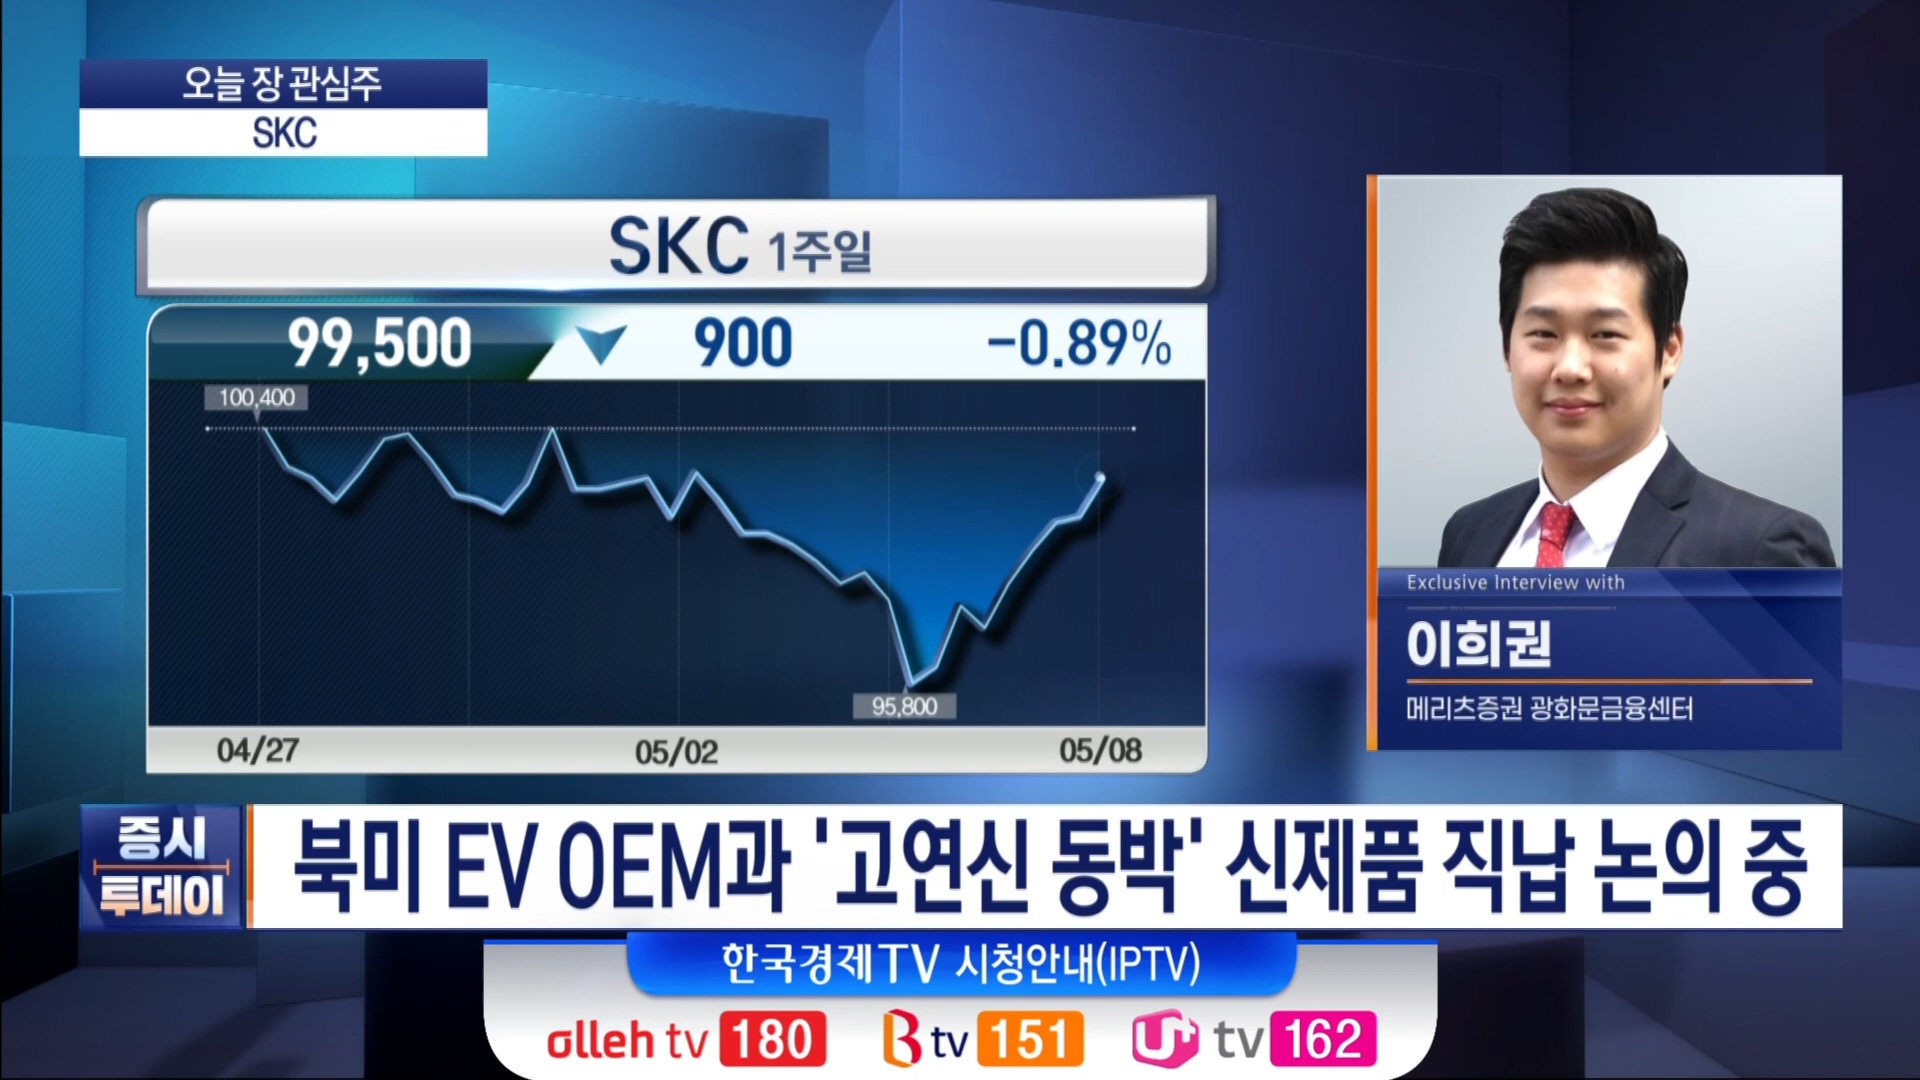 오늘 장 관심주
SKC
SKC 1주일
99,500 ▼ 900 -0.89%
100,400
95,800
04/27 05/02 05/08
Exclusive Interview with
이희권
메리츠증권 광화문금융센터
증시
투데이
북미 EV OEM과 '고연신 동박' 신제품 직납 논의 중
한국경제TV 시청안내(IPTV)
olleh tv 180 B tv 151 U+ tv 162